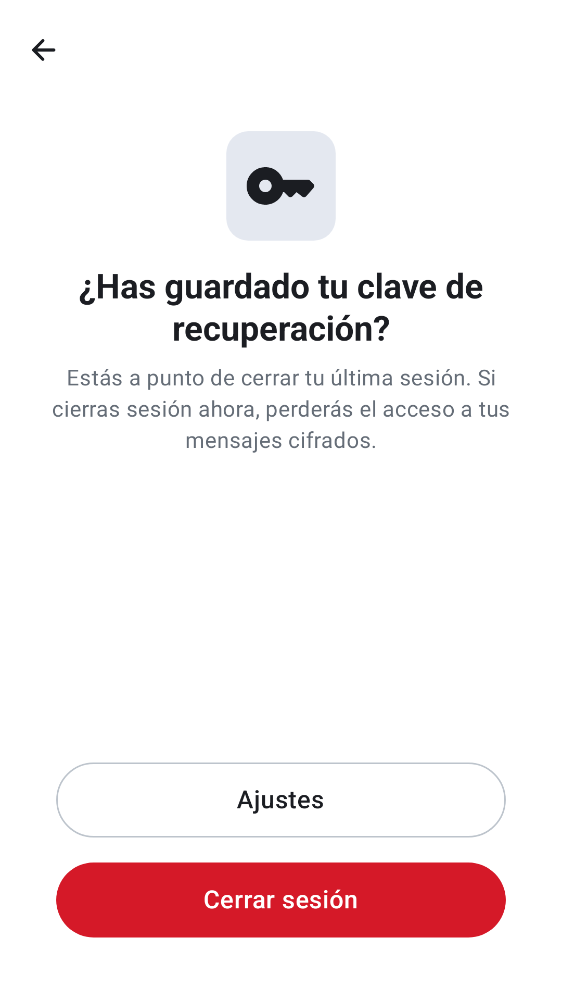 ¿Has guardado tu clave de
recuperación?
Estás a punto de cerrar tu última sesión. Si
cierras sesión ahora, perderás el acceso a tus
mensajes cifrados.
Ajustes
Cerrar sesión